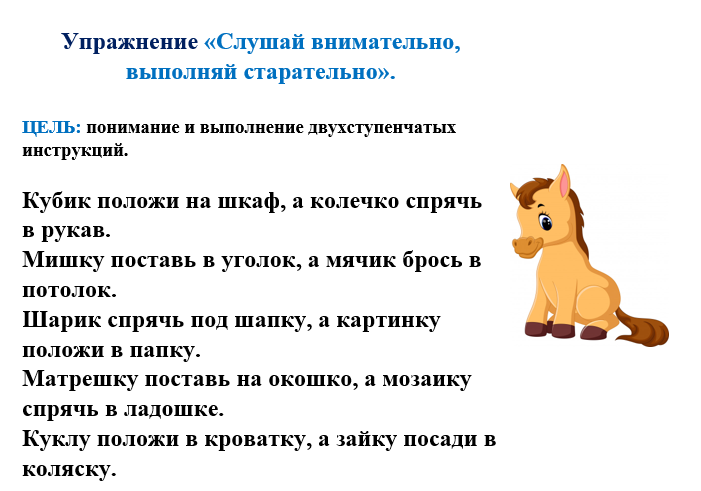 Упражнение «Слушай внимательно,
выполняй старательно».
ЦЕЛЬ: понимание и выполнение двухступенчатых
инструкций.
Кубик положи на шкаф, а колечко спрячь
в рукав.
Мишку поставь в уголок, а мячик брось в
потолок.
Шарик спрячь под шапку, а картинку
положи в папку.
Матрешку поставь на окошко, а мозаику
спрячь в ладошке.
Куклу положи в кроватку, а зайку посади в
коляску.